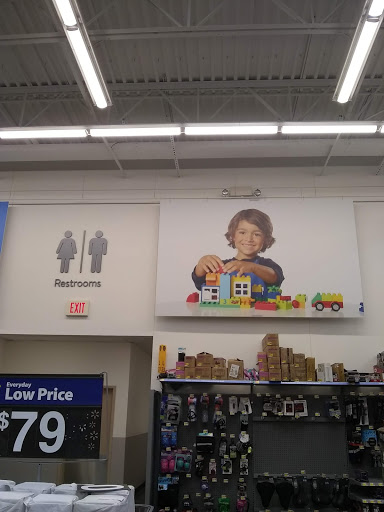 Restrooms
EXIT
Everyday
Low Price
$79